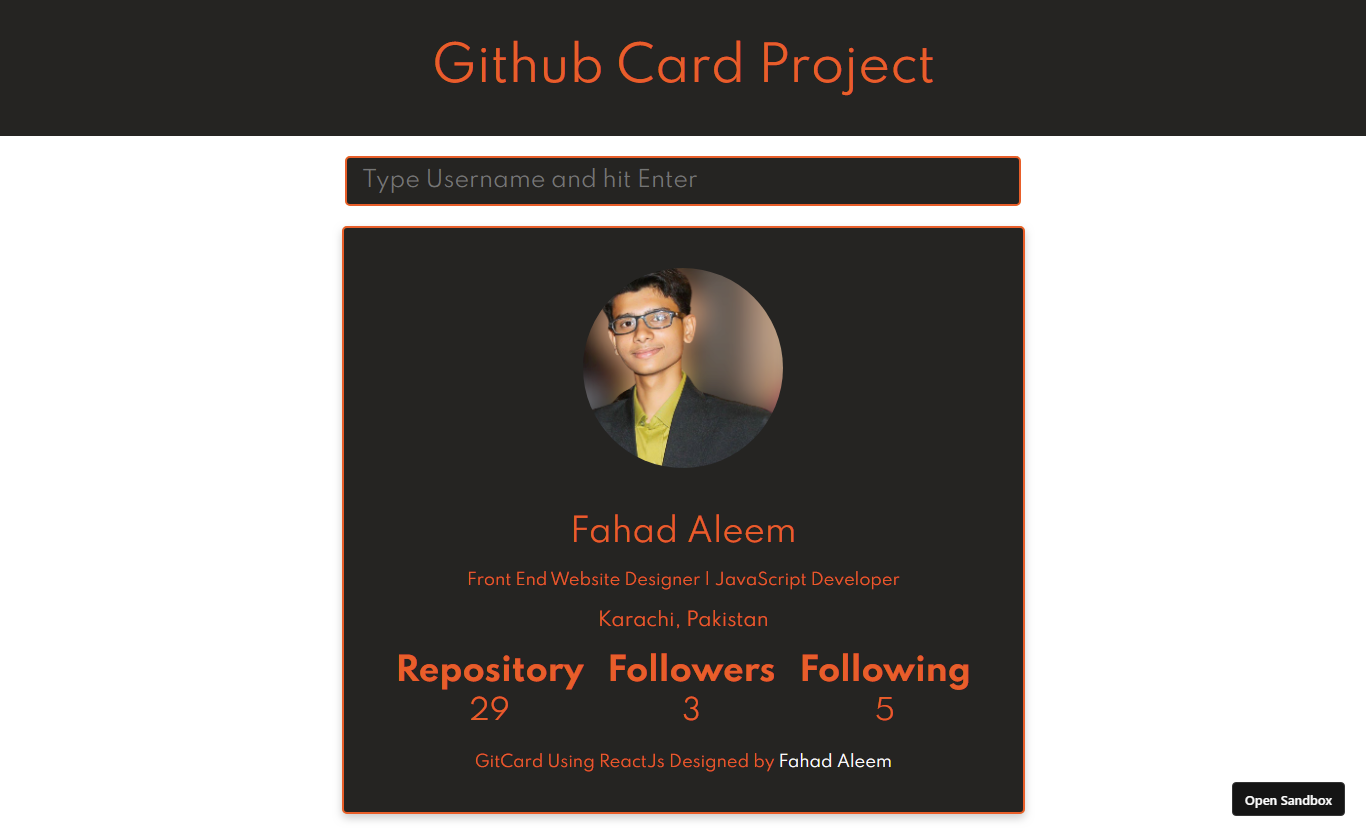 Github Card Project
Type Username and hit Enter
Fahad Aleem
Front End Website Designer | JavaScript Developer
Karachi, Pakistan
Repository Followers Following
29 3 5
GitCard Using ReactJs Designed by Fahad Aleem
Open Sandbox